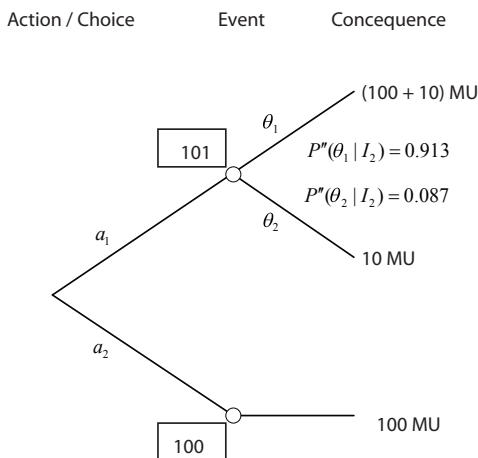 Action / Choice Event Concequence
(100 + 10) MU
θ1
101
P″(θ1 | I2) = 0.913
P″(θ2 | I2) = 0.087
θ2
a1
10 MU
a2
100 MU
100